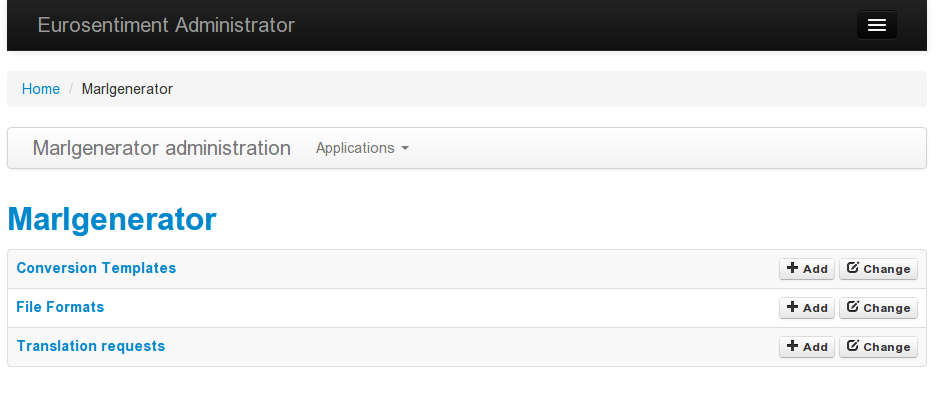 Eurosentiment Administrator
Home / Marlgenerator
Marlgenerator administration Applications
Marlgenerator
Conversion Templates Add Change
File Formats Add Change
Translation requests Add Change